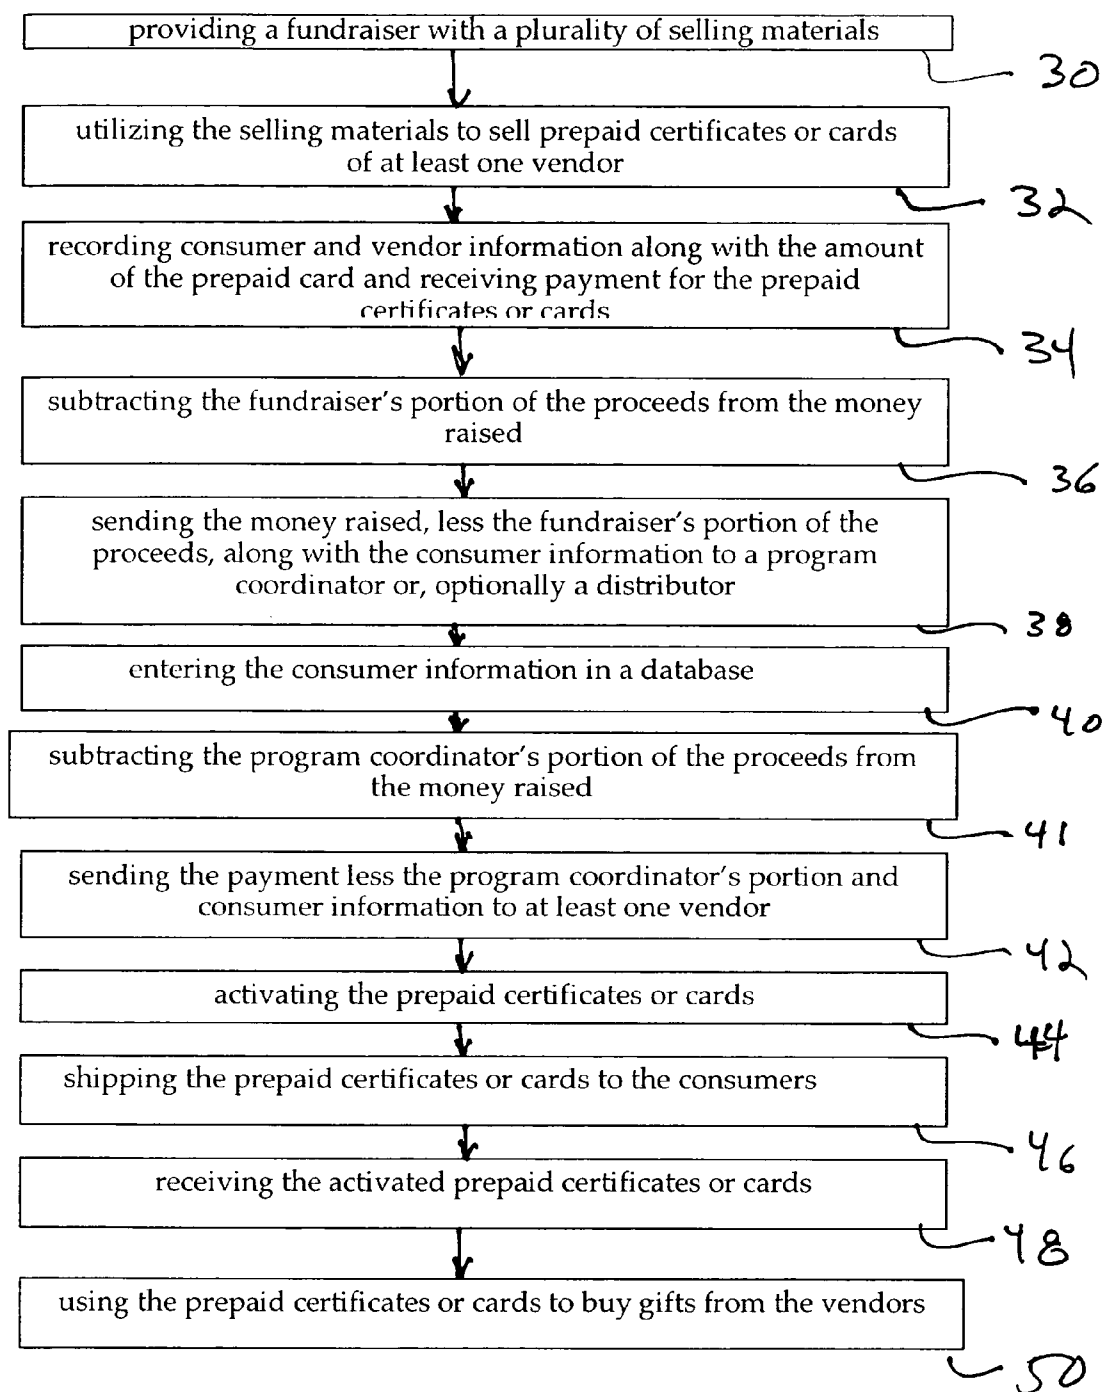 providing a fundraiser with a plurality of selling materials
30
utilizing the selling materials to sell prepaid certificates or cards
of at least one vendor
32
recording consumer and vendor information along with the amount
of the prepaid card and receiving payment for the prepaid
certificates or cards
34
subtracting the fundraiser's portion of the proceeds from the money
raised
36
sending the money raised, less the fundraiser's portion of the
proceeds, along with the consumer information to a program
coordinator or, optionally a distributor
38
entering the consumer information in a database
40
subtracting the program coordinator's portion of the proceeds from
the money raised
41
sending the payment less the program coordinator's portion and
consumer information to at least one vendor
42
activating the prepaid certificates or cards
44
shipping the prepaid certificates or cards to the consumers
46
receiving the activated prepaid certificates or cards
48
using the prepaid certificates or cards to buy gifts from the vendors
50